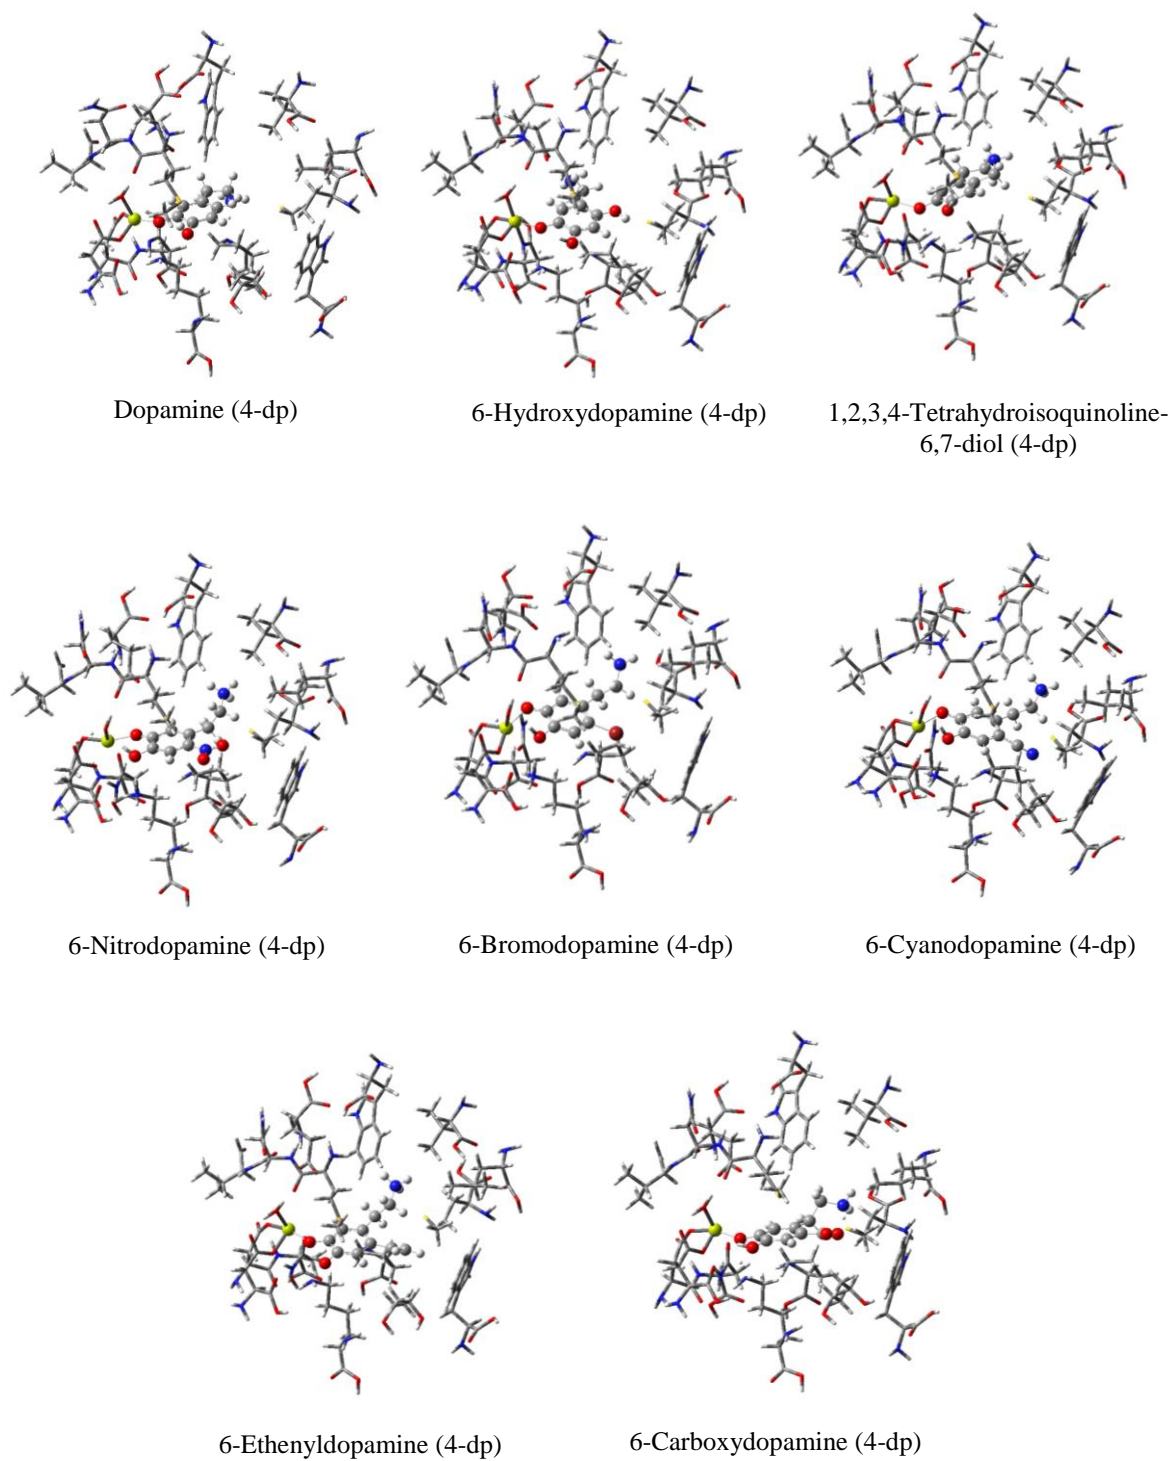 Dopamine (4-dp)
6-Hydroxydopamine (4-dp)
1,2,3,4-Tetrahydroisoquinoline-
6,7-diol (4-dp)
6-Nitrodopamine (4-dp)
6-Bromodopamine (4-dp)
6-Cyanodopamine (4-dp)
6-Ethenyldopamine (4-dp)
6-Carboxydopamine (4-dp)